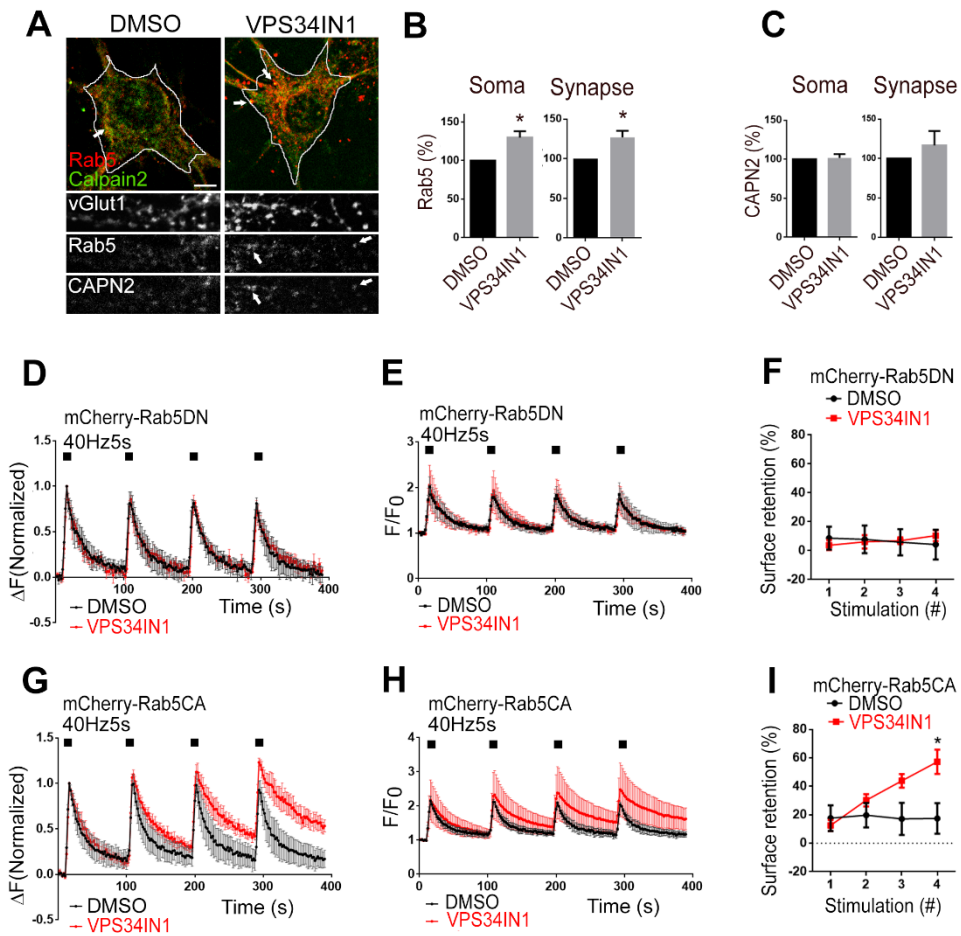 A
DMSO
VPS34IN1
Rab5
Calpain2
vGlut1
Rab5
CAPN2
B
Soma
Synapse
*
*
Rab5 (%)
150
100
50
0
150
100
50
0
DMSO
VPS34IN1
DMSO
VPS34IN1
C
Soma
Synapse
CAPN2 (%)
150
100
50
0
150
100
50
0
DMSO
VPS34IN1
DMSO
VPS34IN1
D
mCherry-Rab5DN
40Hz5s
ΔF(Normalized)
1.5
1.0
0.5
0.0
-0.5
100
200
300
400
Time (s)
DMSO
VPS34IN1
E
mCherry-Rab5DN
40Hz5s
F/F0
3
2
1
0
0
100
200
300
400
Time (s)
DMSO
VPS34IN1
F
mCherry-Rab5DN
DMSO
VPS34IN1
Surface retention (%)
80
60
40
20
0
-20
1
2
3
4
Stimulation (#)
G
mCherry-Rab5CA
40Hz5s
ΔF(Normalized)
1.5
1.0
0.5
0.0
-0.5
100
200
300
400
Time (s)
DMSO
VPS34IN1
H
mCherry-Rab5CA
40Hz5s
F/F0
4
3
2
1
0
0
100
200
300
400
Time (s)
DMSO
VPS34IN1
I
mCherry-Rab5CA
DMSO
VPS34IN1
*
Surface retention (%)
80
60
40
20
0
-20
1
2
3
4
Stimulation (#)